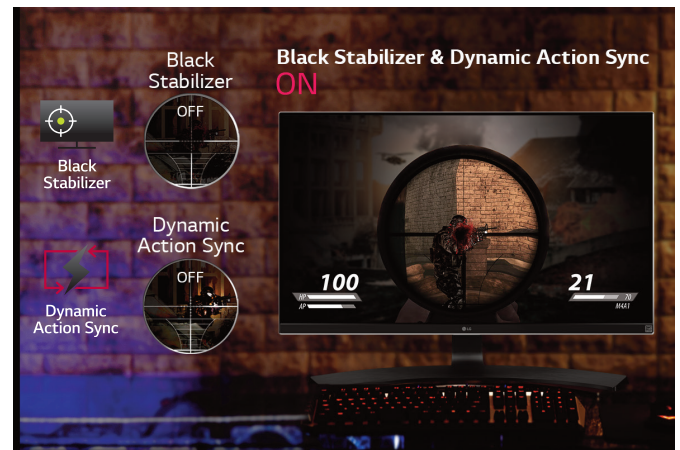 Black
Stabilizer
OFF
Black
Stabilizer
Dynamic
Action Sync
OFF
Dynamic
Action Sync
Black Stabilizer & Dynamic Action Sync
ON
100
HP
AP
21
70
M4A1
LG